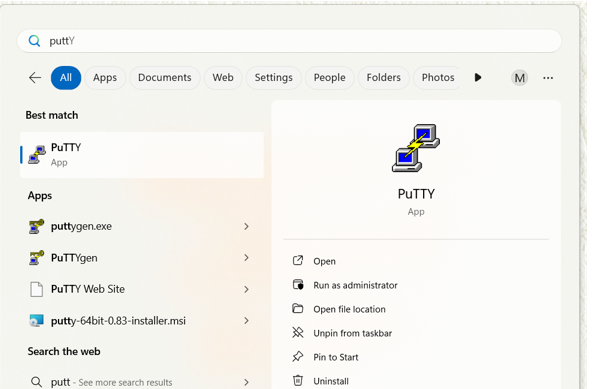 puttY
All Apps Documents Web Settings People Folders Photos M ...
Best match
PuTTY
App
Apps
puttygen.exe
PuTTYgen
PuTTY Web Site
putty-64bit-0.83-installer.msi
Search the web
putt - See more search results
PuTTY
App
Open
Run as administrator
Open file location
Unpin from taskbar
Pin to Start
Uninstall